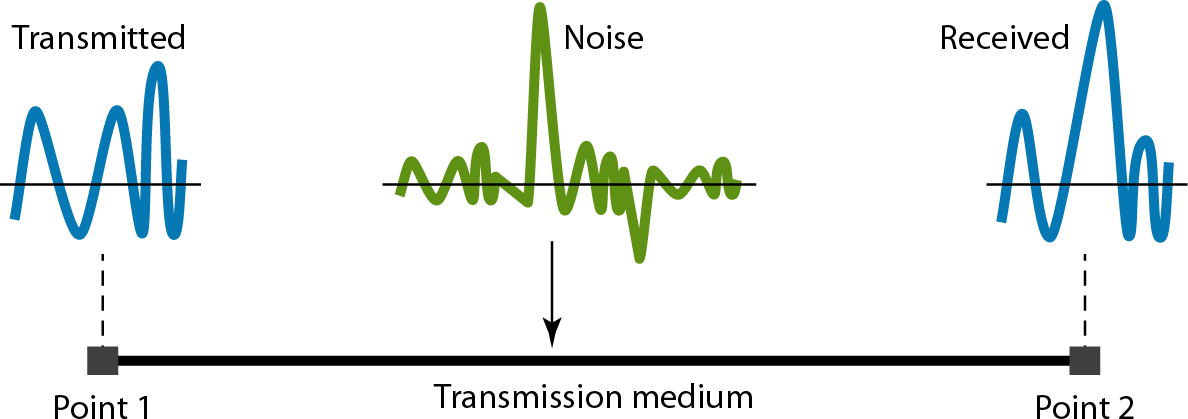 Transmitted
Noise
Received
Transmission medium
Point 1
Point 2